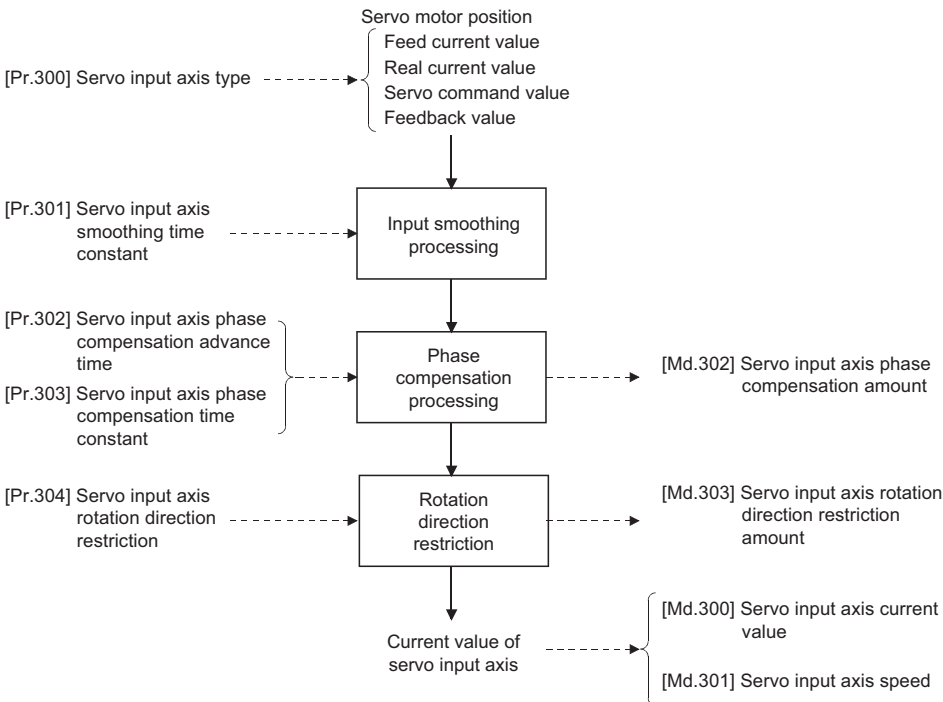 Servo motor position
Feed current value
Real current value
Servo command value
Feedback value
[Pr.300] Servo input axis type
[Pr.301] Servo input axis
smoothing time
constant
Input smoothing
processing
[Pr.302] Servo input axis phase
compensation advance
time
[Pr.303] Servo input axis phase
compensation time
constant
Phase
compensation
processing
[Md.302] Servo input axis phase
compensation amount
[Pr.304] Servo input axis
rotation direction
restriction
Rotation
direction
restriction
[Md.303] Servo input axis rotation
direction restriction
amount
Current value of
servo input axis
[Md.300] Servo input axis current
value
[Md.301] Servo input axis speed